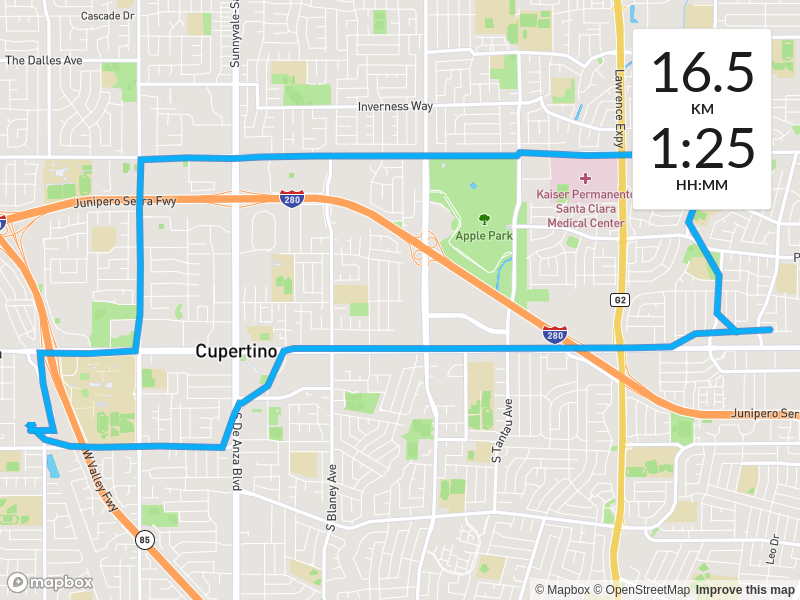 Cascade Dr
Sunnyvale-S
The Dalles Ave
Inverness Way
Lawrence Expy
16.5
KM
1:25
HH:MM
Junipero Serra Fwy
280
Kaiser Permanente
Santa Clara
Medical Center
Apple Park
P
G2
280
Cupertino
Junipero Ser
S De Anza Blvd
S Tantau Ave
W Valley Fwy
S Blaney Ave
85
Leo Dr
mapbox
© Mapbox © OpenStreetMap Improve this map